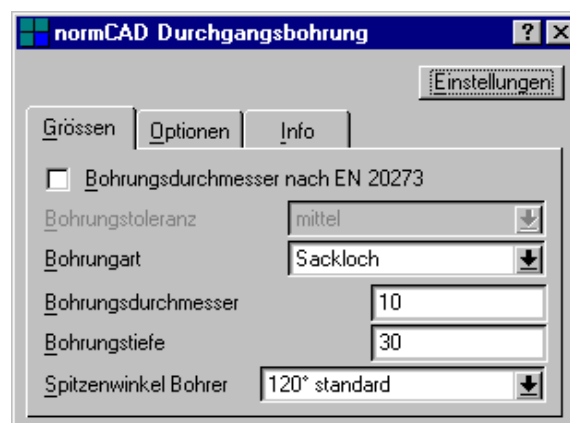 normCAD Durchgangsbohrung
Einstellungen
Grössen Optionen Info
Bohrungsdurchmesser nach EN 20273
Bohrungstoleranz mittel
Bohrungart Sackloch
Bohrungsdurchmesser 10
Bohrungstiefe 30
Spitzenwinkel Bohrer 120° standard